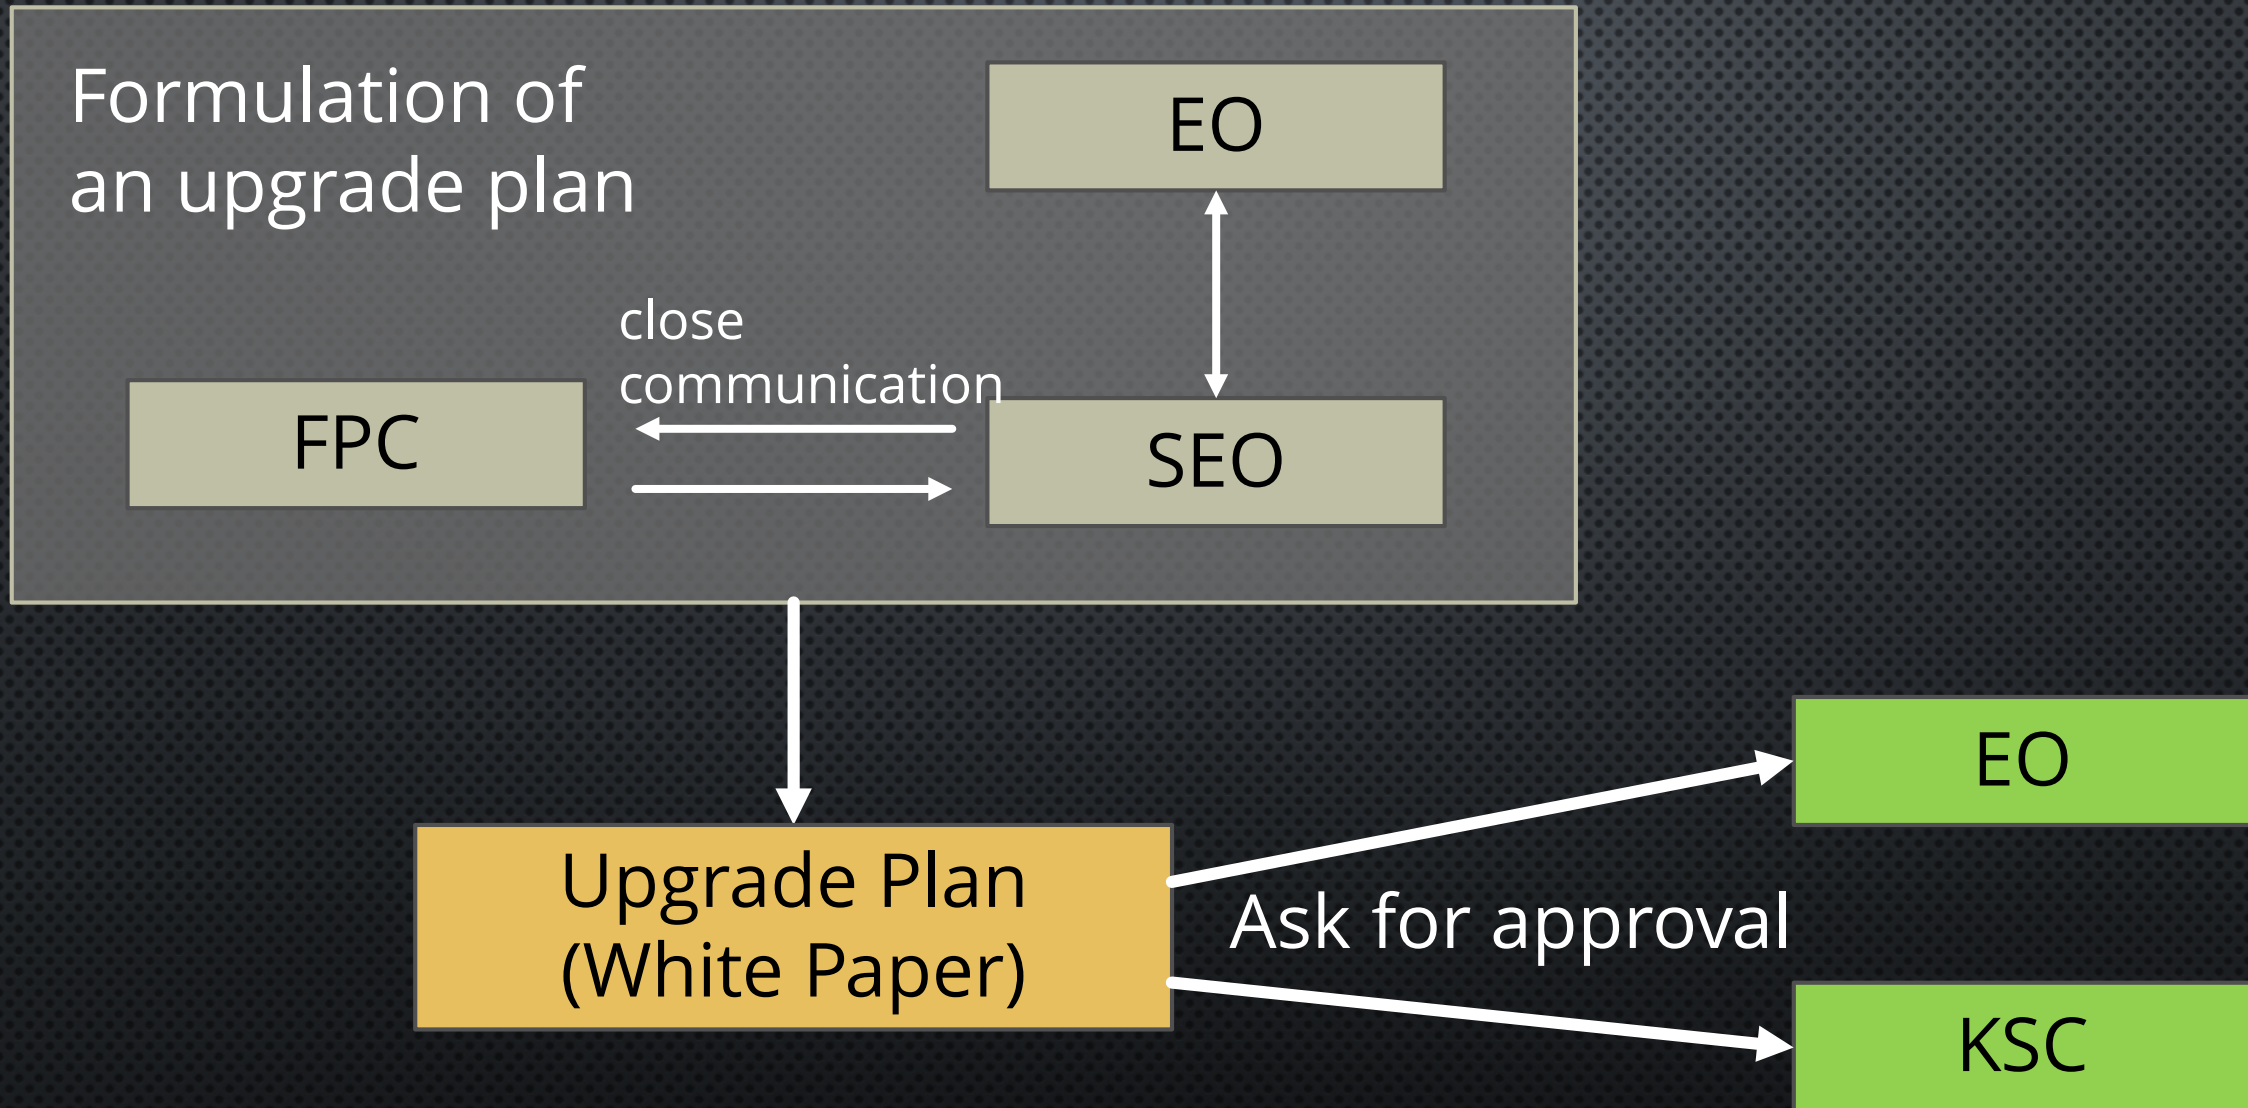 Formulation of
an upgrade plan
EO
close
communication
FPC
SEO
Upgrade Plan
(White Paper)
Ask for approval
EO
KSC